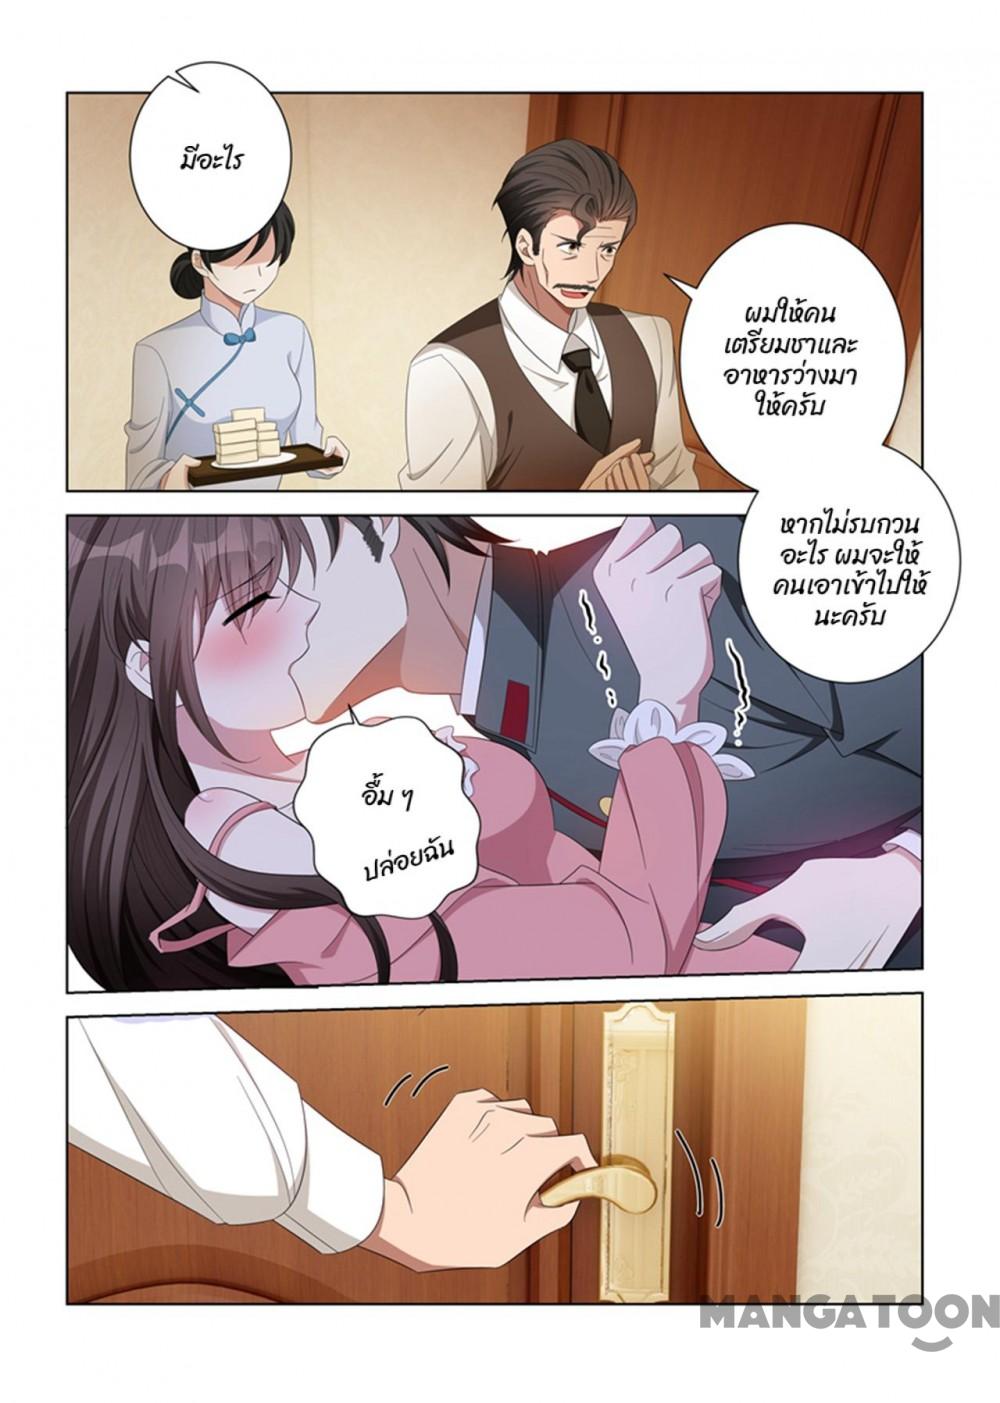 มีอะไร
ผมให้คน
เตรียมชาและ
อาหารว่างมา
ให้ครับ
หากไม่รบกวน
อะไร ผมจะให้
คนเอาเข้าไปให้
นะครับ
อื้ม ๆ
ปล่อยฉัน
MANGATOON